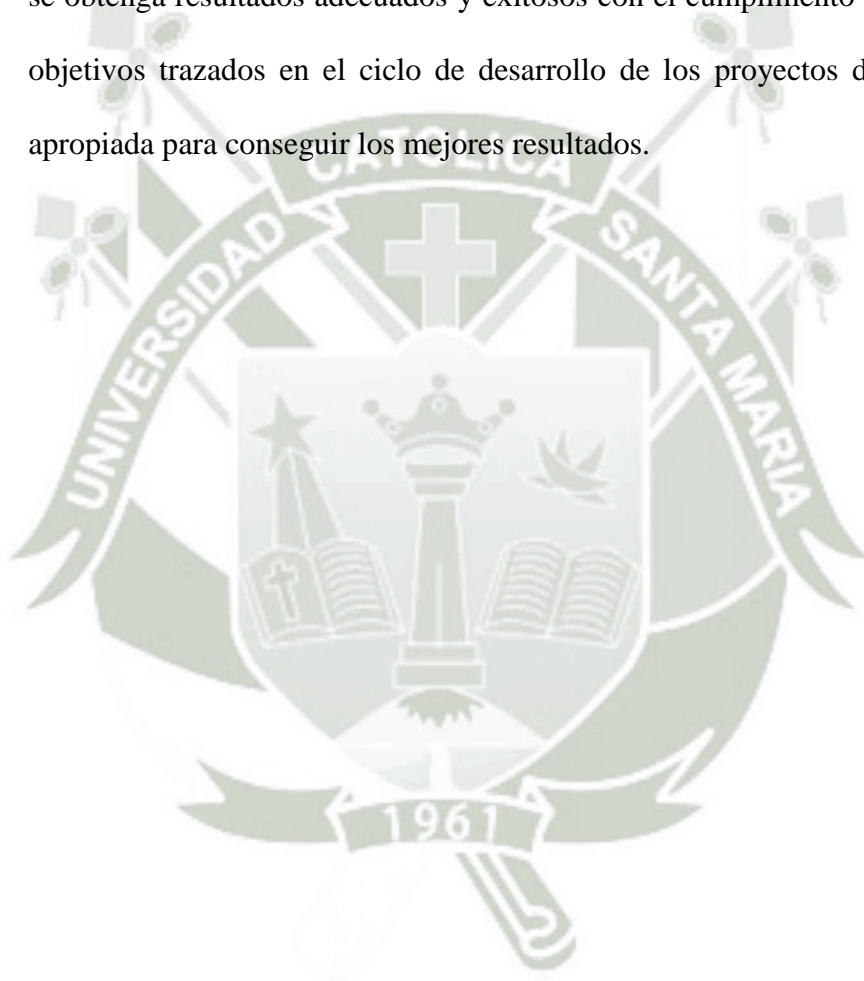 se obtenga resultados adecuados y exitosos con el cumplimento
objetivos trazados en el ciclo de desarrollo de los proyectos d
apropiada para conseguir los mejores resultados.
CATOLICA
UNIVERSIDAD
SANTA MARIA
1961